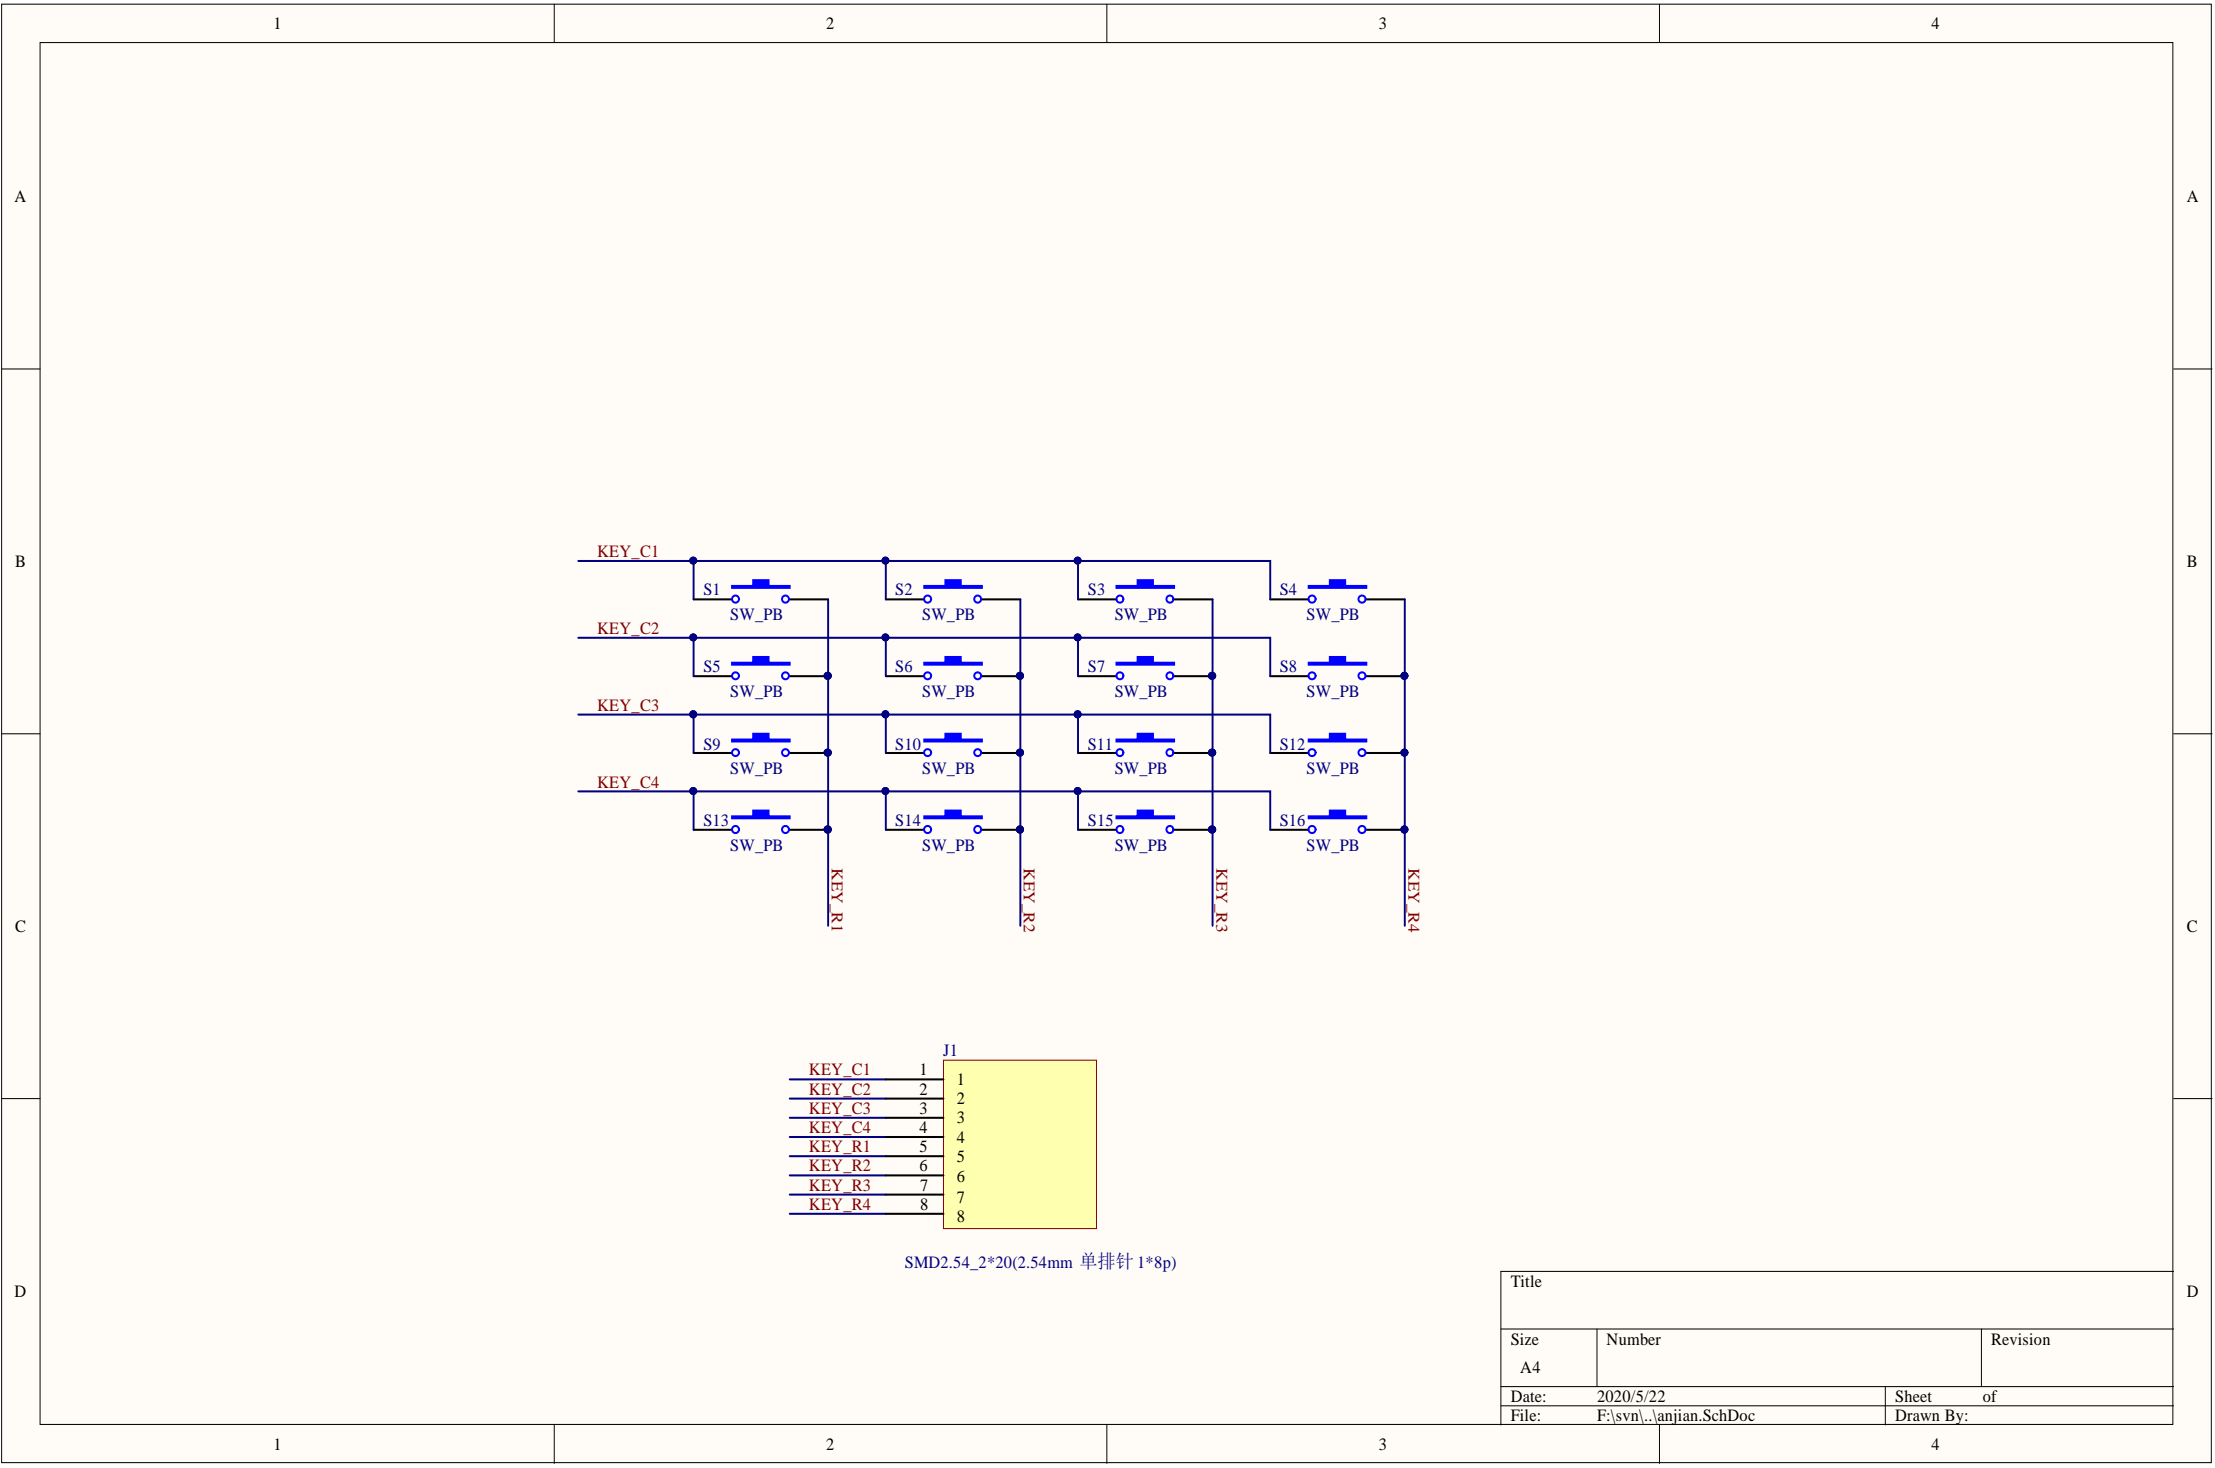 1 2 3 4
A A
B B
KEY_C1
S1 S2 S3 S4
SW_PB SW_PB SW_PB SW_PB
KEY_C2
S5 S6 S7 S8
SW_PB SW_PB SW_PB SW_PB
KEY_C3
S9 S10 S11 S12
SW_PB SW_PB SW_PB SW_PB
KEY_C4
S13 S14 S15 S16
SW_PB SW_PB SW_PB SW_PB
KEY_R1 KEY_R2 KEY_R3 KEY_R4
C C
J1
KEY_C1 1 1
KEY_C2 2 2
KEY_C3 3 3
KEY_C4 4 4
KEY_R1 5 5
KEY_R2 6 6
KEY_R3 7 7
KEY_R4 8 8
SMD2.54_2*20(2.54mm 单排针 1*8p)
D D
Title
Size Number Revision
A4
Date: 2020/5/22 Sheet of
File: F:\svn\..\anjian.SchDoc Drawn By:
1 2 3 4